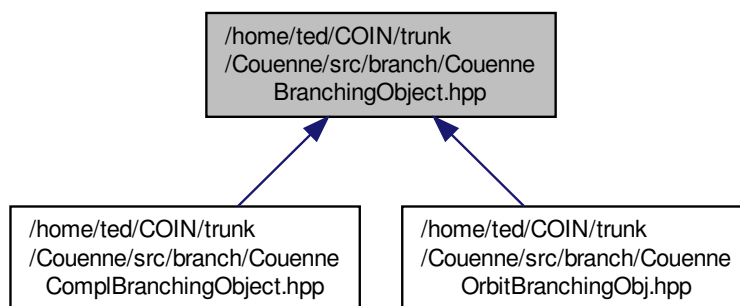 /home/ted/COIN/trunk
/Couenne/src/branch/Couenne
BranchingObject.hpp
/home/ted/COIN/trunk
/Couenne/src/branch/Couenne
ComplBranchingObject.hpp
/home/ted/COIN/trunk
/Couenne/src/branch/Couenne
OrbitBranchingObj.hpp